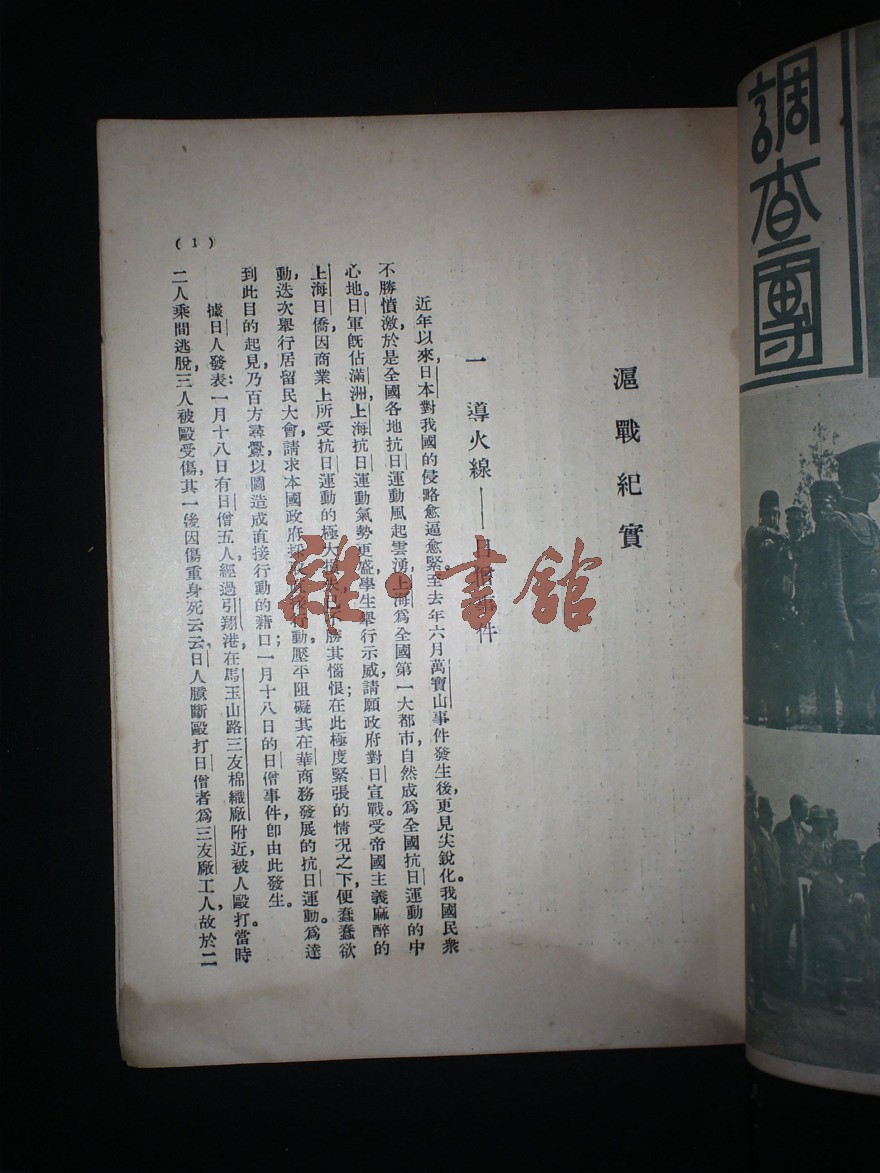 調查團
滬戰紀實
一 導火線——日僧事件
近年以來,日本對我國的侵略愈逼愈緊,至去年六月萬寶山事件發生後,更見尖銳化。我國民衆
不勝憤激,於是全國各地抗日運動風起雲湧,上海爲全國第一大都市,自然成爲全國抗日運動的中
心地。日軍既佔滿洲,上海抗日運動氣勢更盛,學生舉行示威,請願政府對日宣戰。受帝國主義麻醉的
上海日僑,因商業上所受抗日運動的極大損失,已不勝其惱恨;在此極度緊張的情況之下,便蠢蠢欲
動,迭次舉行居留民大會,請求本國政府採取直接行動,壓平阻礙其在華商務發展的抗日運動。爲達
到此目的起見,乃百方尋釁,以圖造成直接行動的藉口;一月十八日的日僧事件卽由此發生。
據日人發表:一月十八日有日僧五人,經過引翔港,在馬玉山路三友棉織廠附近被人毆打,當時
二人乘間逃脫,三人被毆受傷,其一後因傷重身死云云。日人臆斷毆打日僧者爲三友廠工人,故於二
(1)
雜·書館